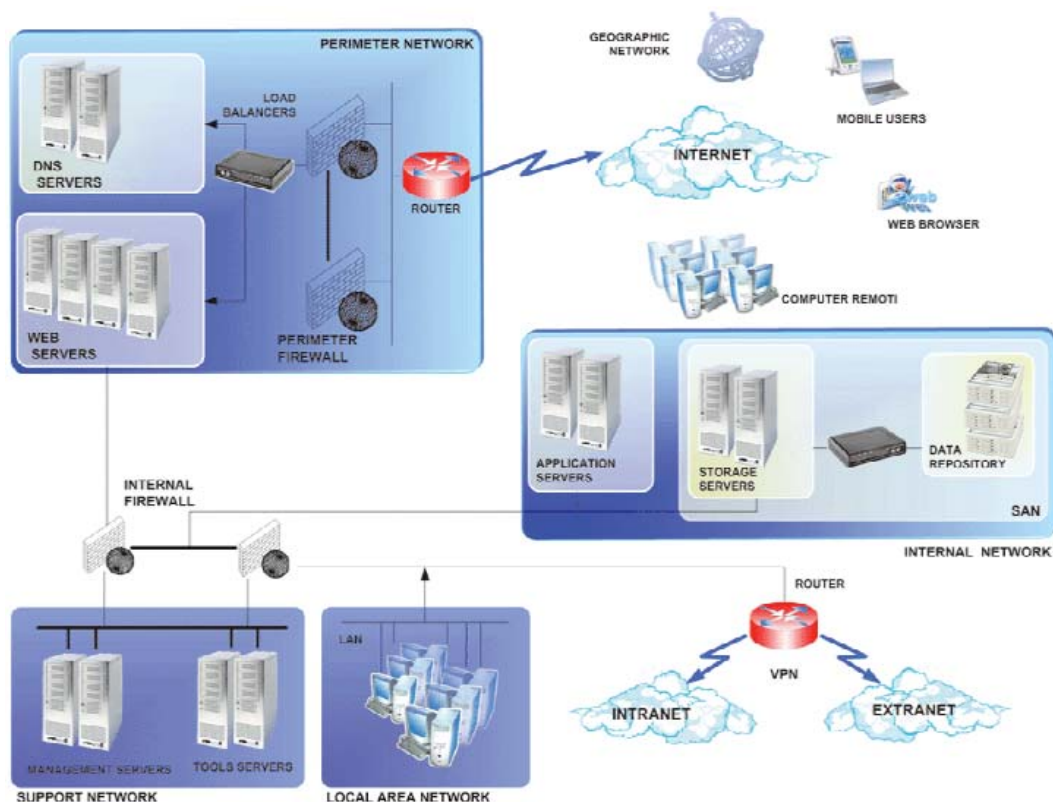 PERIMETER NETWORK
DNS
SERVERS
LOAD
BALANCERS
ROUTER
WEB
SERVERS
PERIMETER
FIREWALL
GEOGRAPHIC
NETWORK
MOBILE USERS
INTERNET
web
WEB BROWSER
COMPUTER REMOTI
APPLICATION
SERVERS
STORAGE
SERVERS
DATA
REPOSITORY
SAN
INTERNAL NETWORK
INTERNAL
FIREWALL
MANAGEMENT SERVERS
TOOLS SERVERS
SUPPORT NETWORK
LAN
LOCAL AREA NETWORK
ROUTER
VPN
INTRANET
EXTRANET